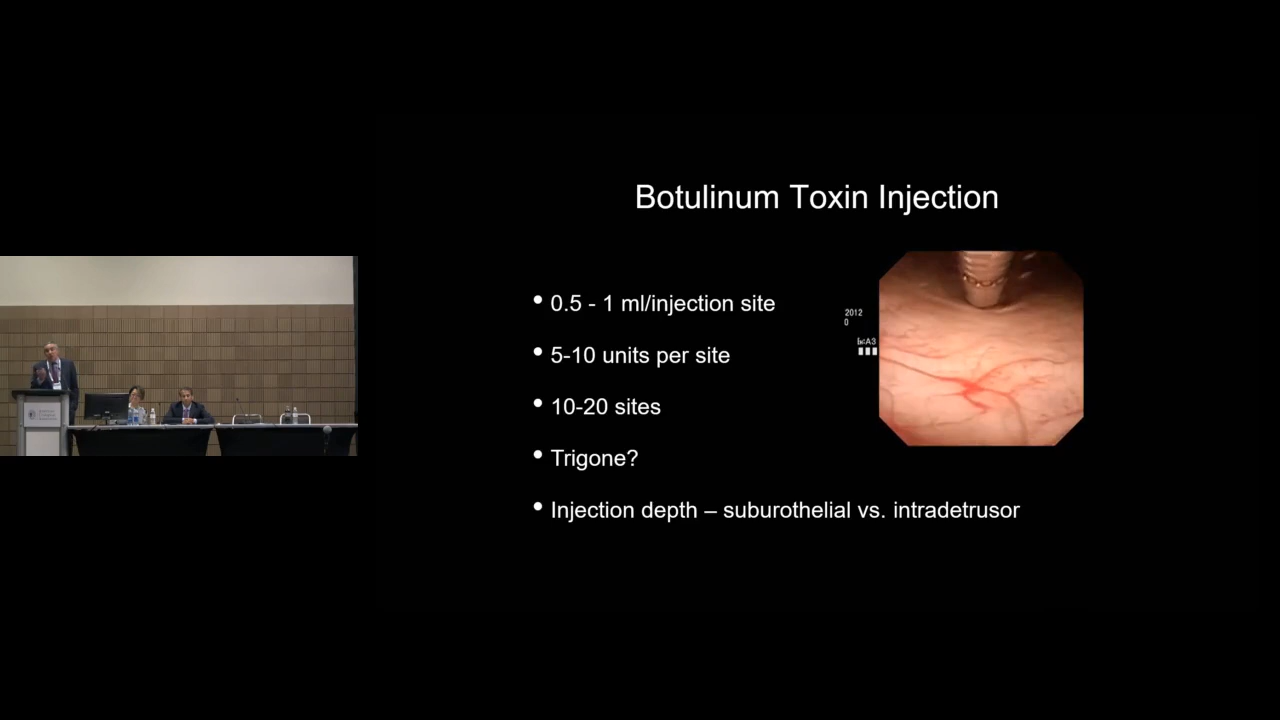 Botulinum Toxin Injection
• 0.5 - 1 ml/injection site
• 5-10 units per site
• 10-20 sites
• Trigone?
• Injection depth – suburothelial vs. intradetrusor
2012
0